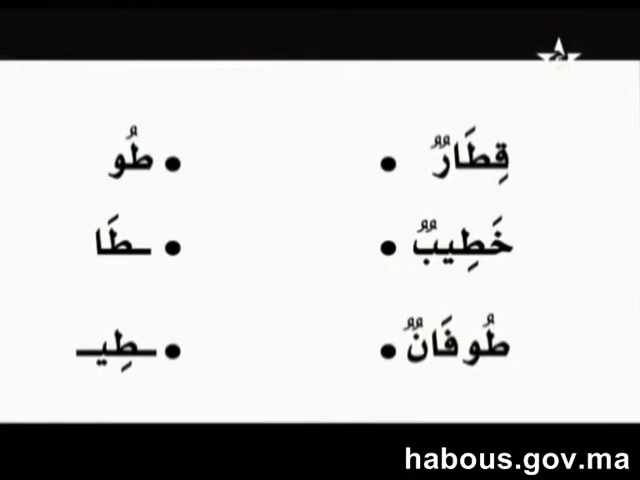 قِطَارٌ • • طُو
خَطِيبٌ • • ـطَا
طُوفَانٌ • • ـطِيـ
habous.gov.ma